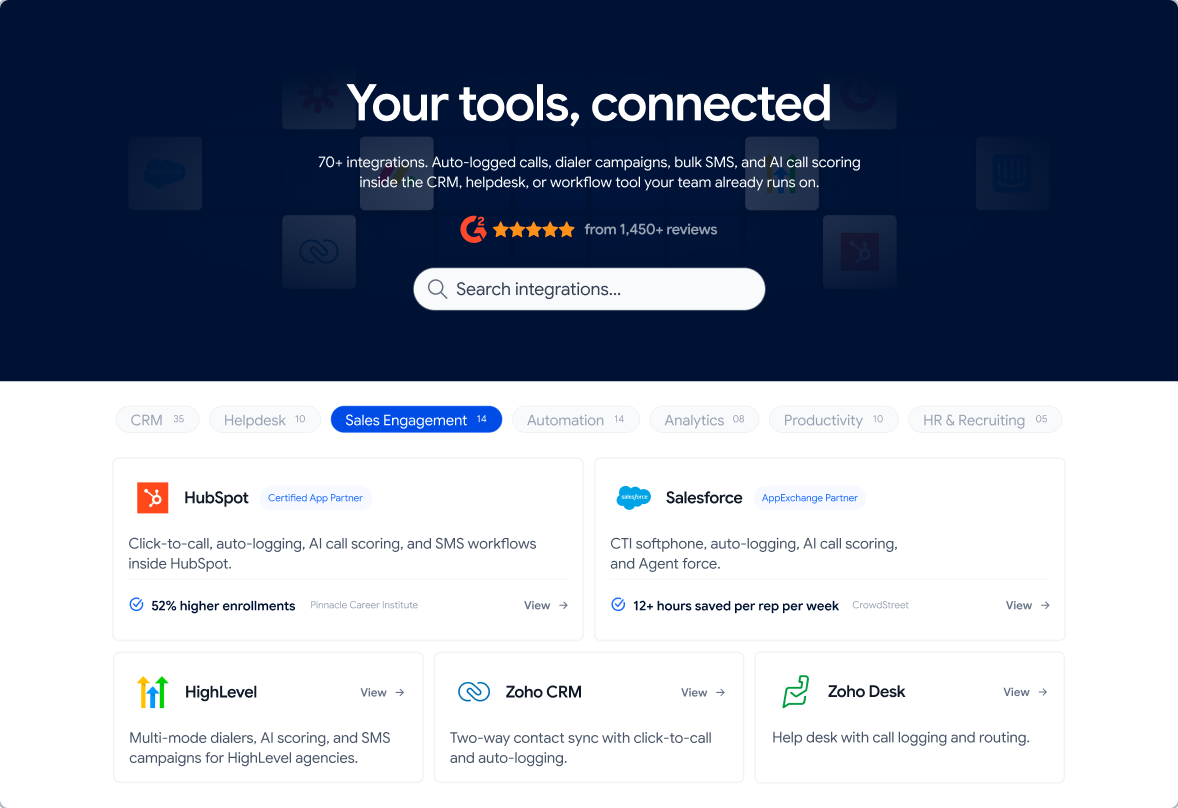 Your tools, connected
70+ integrations. Auto-logged calls, dialer campaigns, bulk SMS, and AI call scoring
inside the CRM, helpdesk, or workflow tool your team already runs on.
from 1,450+ reviews
Search integrations...
CRM 35 Helpdesk 10 Sales Engagement 14 Automation 14 Analytics 08 Productivity 10 HR & Recruiting 05
HubSpot Certified App Partner
Click-to-call, auto-logging, AI call scoring, and SMS workflows
inside HubSpot.
52% higher enrollments Pinnacle Career Institute View →
salesforce Salesforce AppExchange Partner
CTI softphone, auto-logging, AI call scoring,
and Agent force.
12+ hours saved per rep per week CrowdStreet View →
HighLevel View →
Multi-mode dialers, AI scoring, and SMS
campaigns for HighLevel agencies.
Zoho CRM View →
Two-way contact sync with click-to-call
and auto-logging.
Zoho Desk View →
Help desk with call logging and routing.